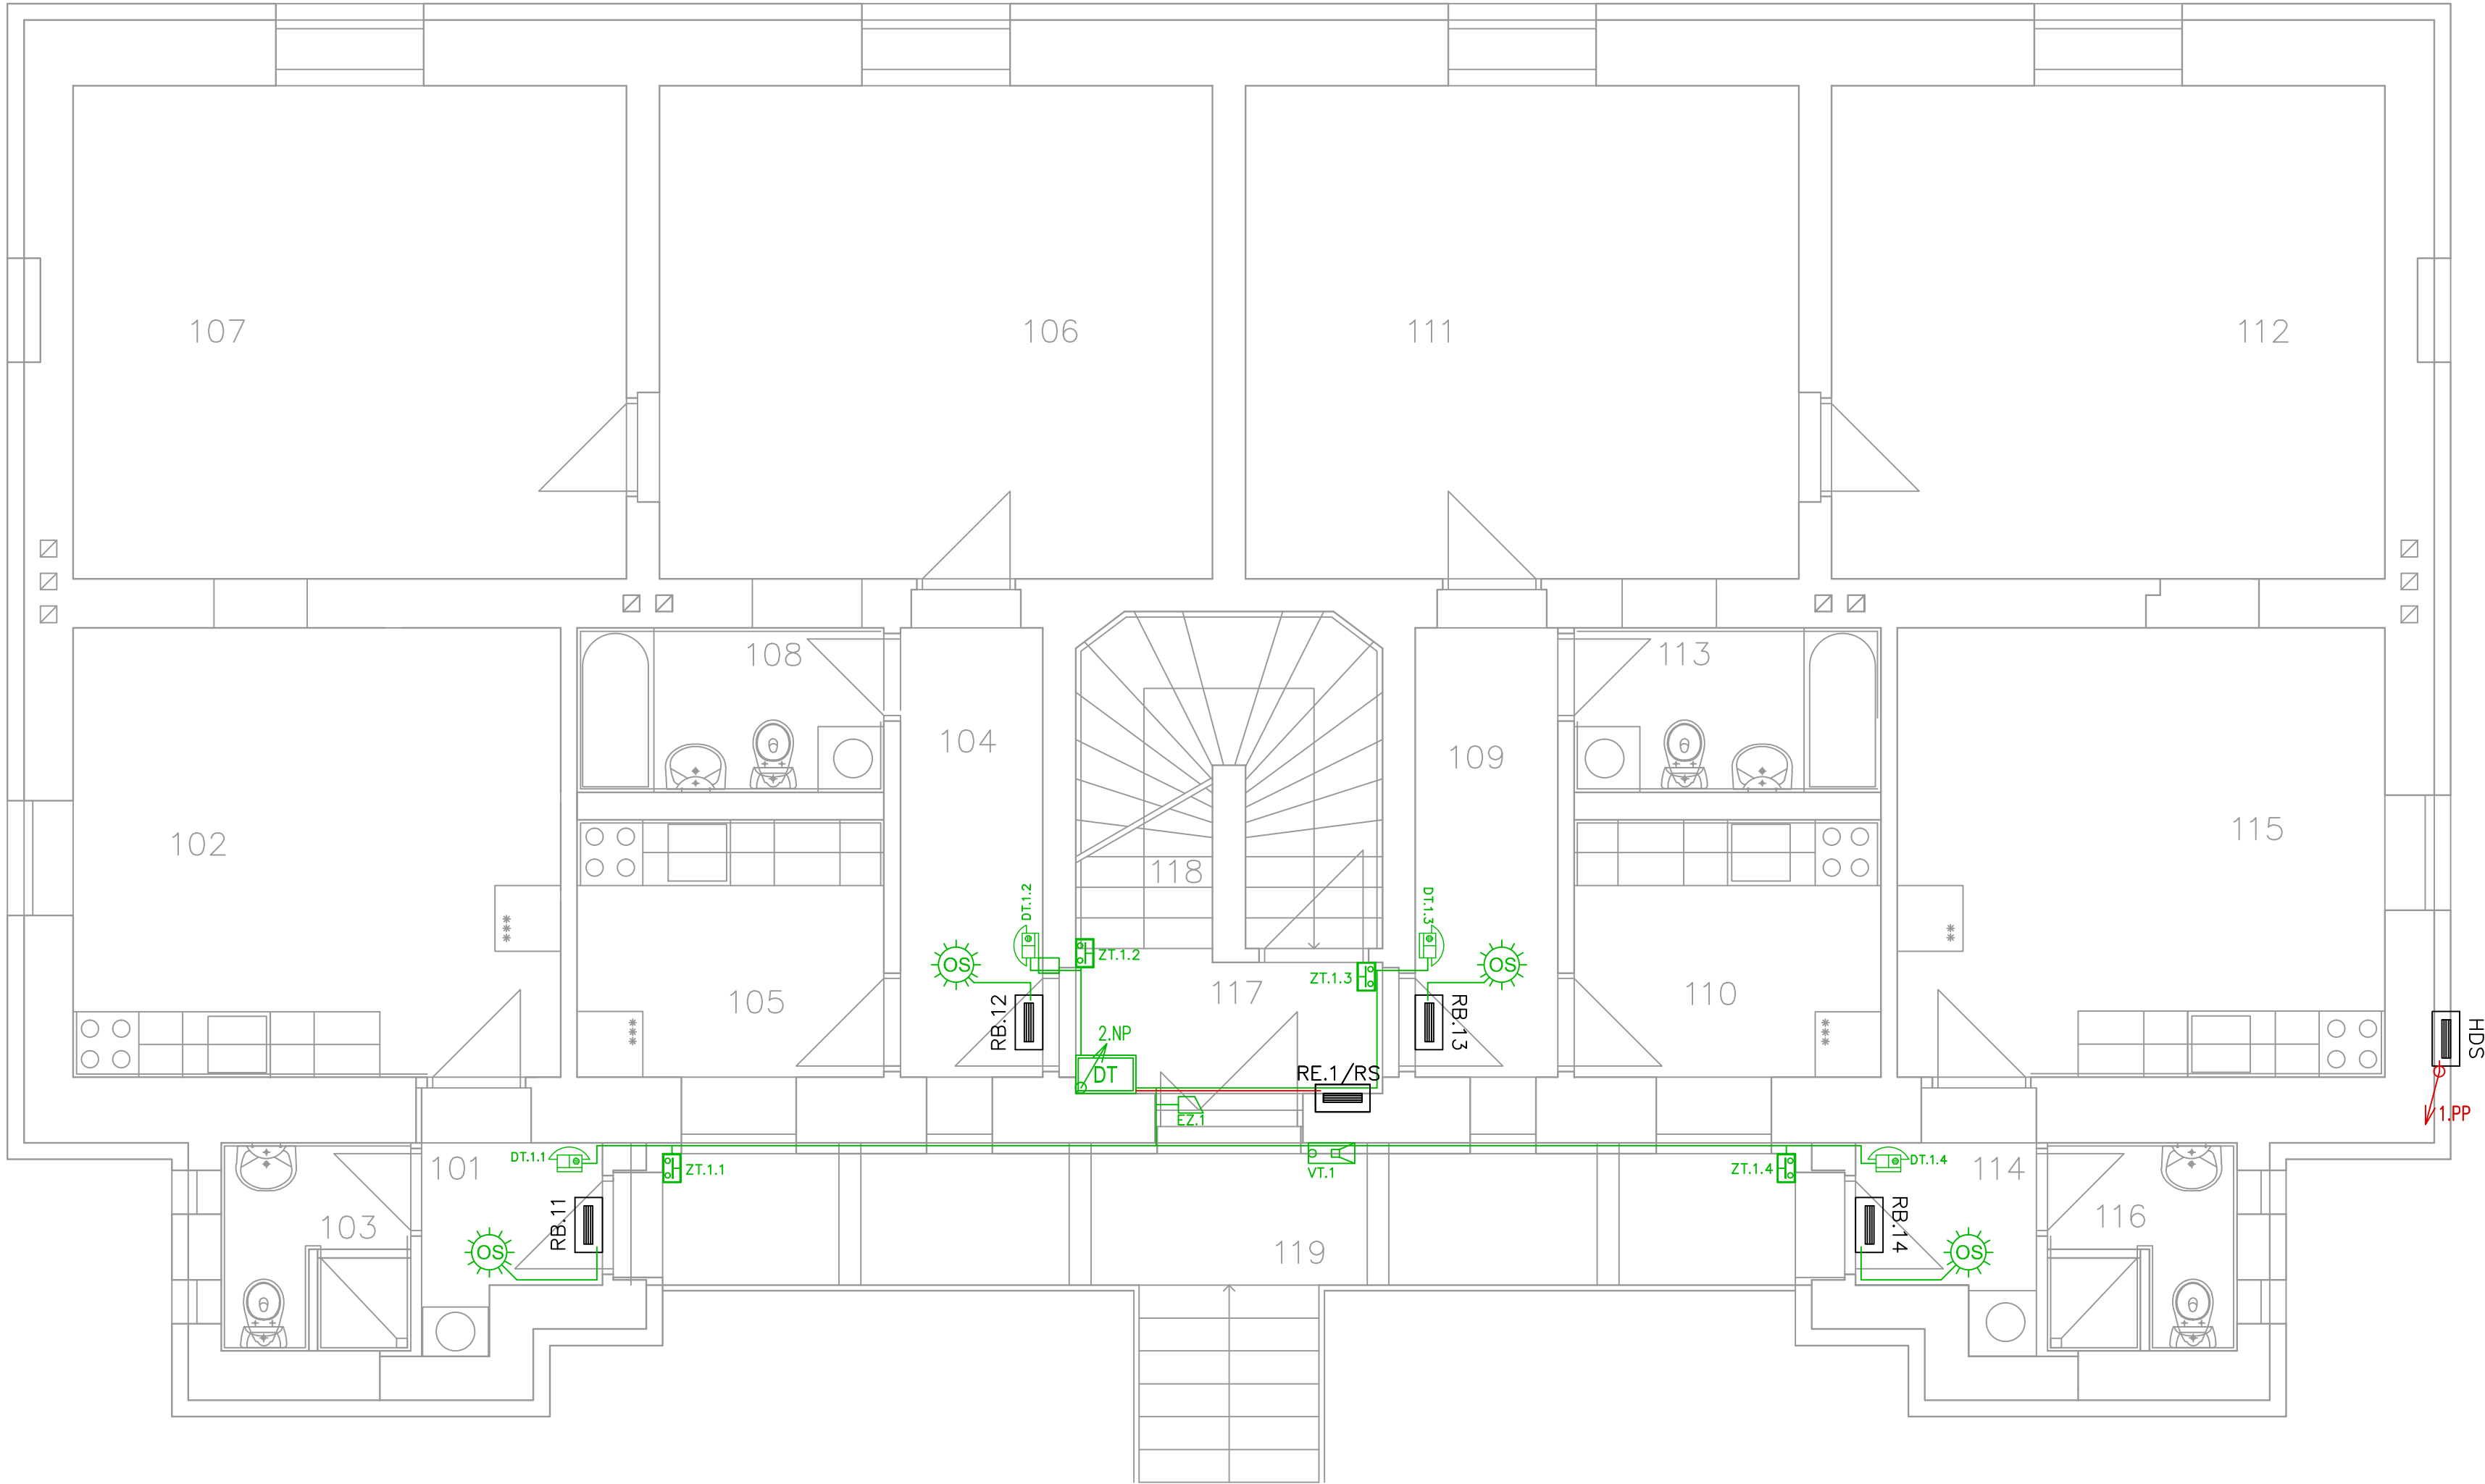 107
106
111
112
108
113
104
109
102
115
118
DT.1.2
DT.1.3
ZT.1.2
OS
OS
ZT.1.3
105
117
110
RB.12
RB.13
2.NP
HDS
DT
RE.1/RS
EZ.1
1.PP
DT.1.1
101
ZT.1.1
VT.1
ZT.1.4
DT.1.4
114
103
RB.11
RB.14
116
119
OS
OS